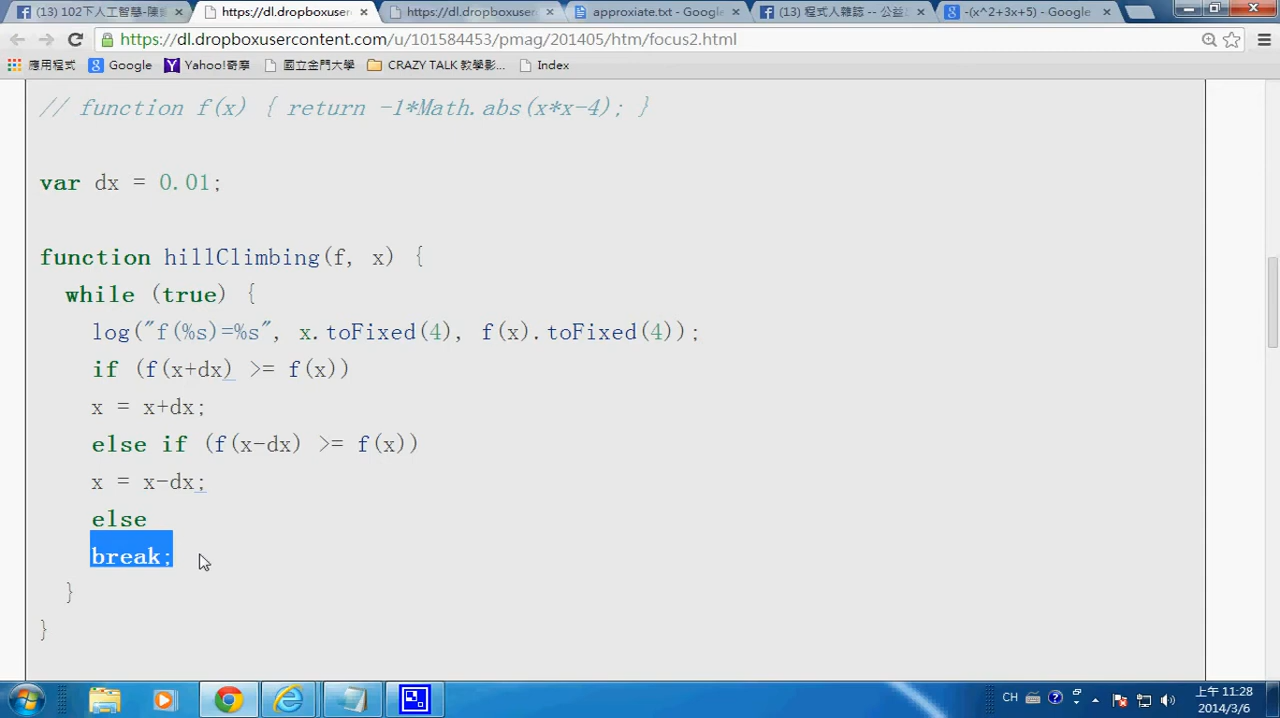 (13) 102下人工智慧-陳
https://dl.dropboxuser
https://dl.dropboxuser
approxiate.txt - Google
(13) 程式人雜誌 -- 公益
-(x^2+3x+5) - Google
https://dl.dropboxusercontent.com/u/101584453/pmag/201405/htm/focus2.html
應用程式
Google
Yahoo!奇摩
國立金門大學
CRAZY TALK 教學影...
Index
// function f(x) { return -1*Math.abs(x*x-4); }
var dx = 0.01;
function hillClimbing(f, x) {
while (true) {
log("f(%s)=%s", x.toFixed(4), f(x).toFixed(4));
if (f(x+dx) >= f(x))
x = x+dx;
else if (f(x-dx) >= f(x))
x = x-dx;
else
break;
}
}
CH
上午 11:28
2014/3/6